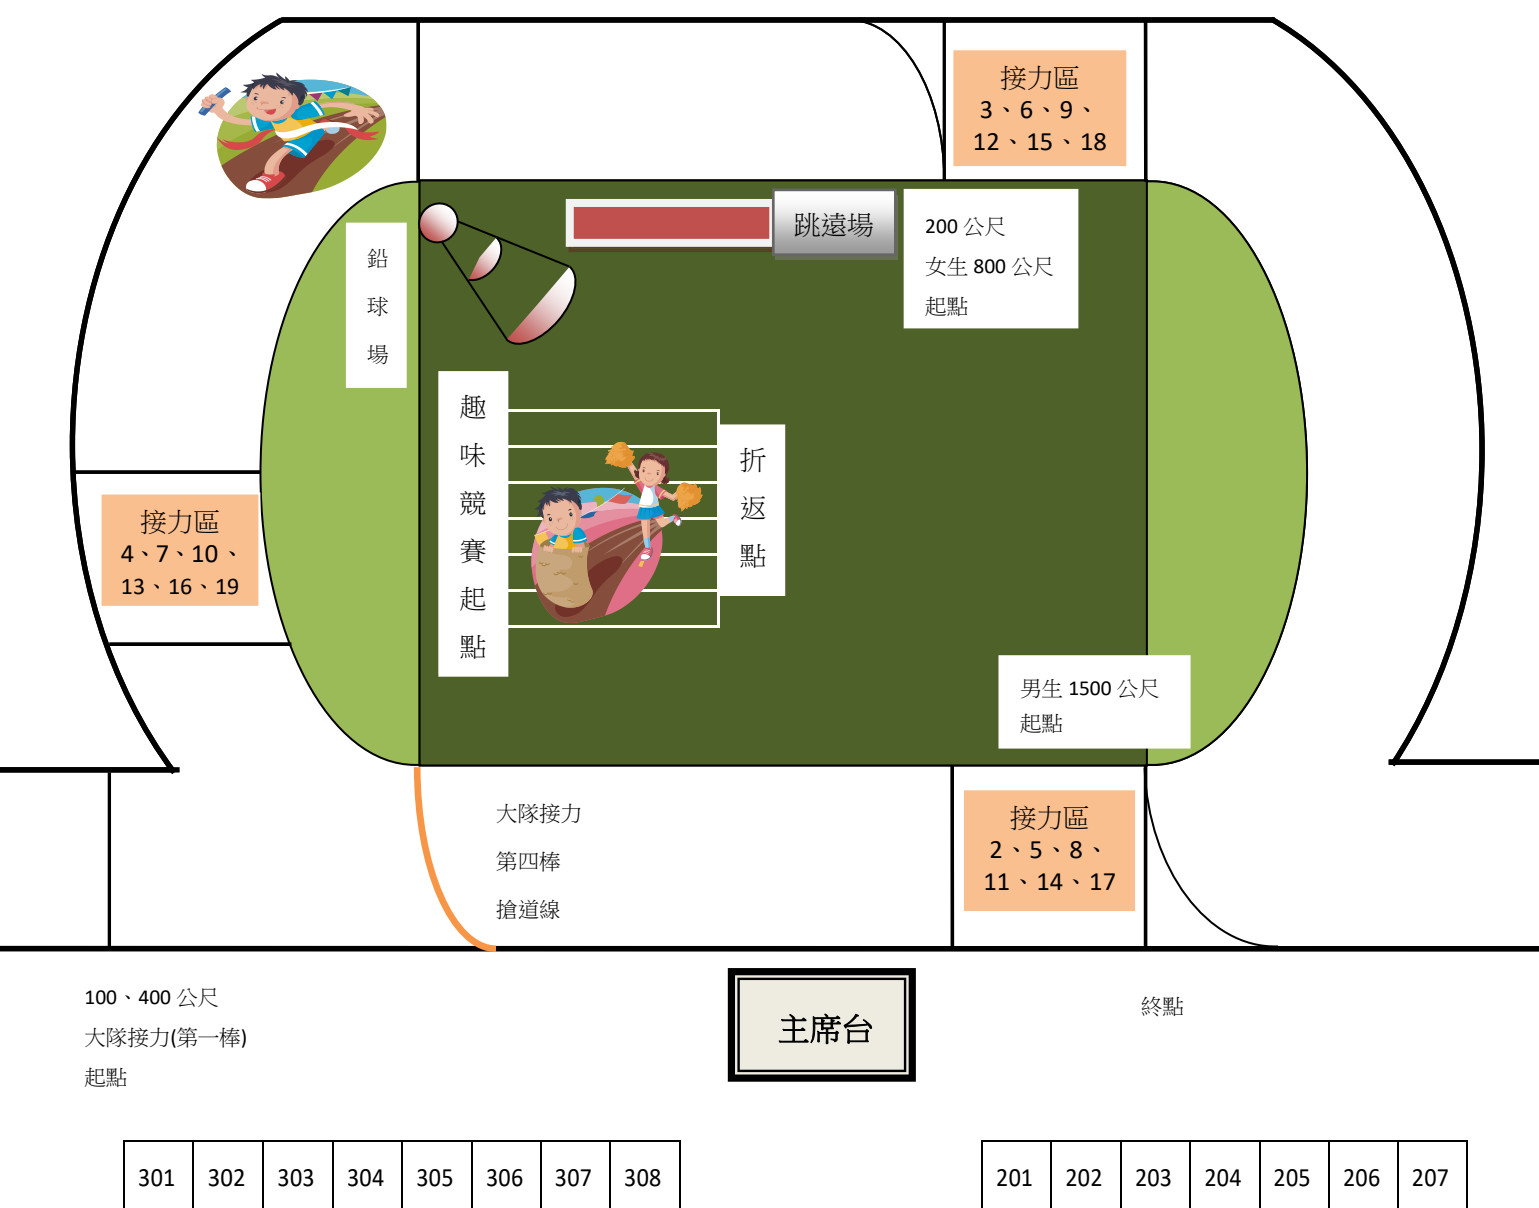 接力區
3、6、9、
12、15、18
跳遠場
200 公尺
女生 800 公尺
起點
鉛
球
場
趣
味
競
賽
起
點
折
返
點
接力區
4、7、10、
13、16、19
男生 1500 公尺
起點
大隊接力
第四棒
搶道線
接力區
2、5、8、
11、14、17
100、400 公尺
大隊接力(第一棒)
起點
主席台
終點
301 302 303 304 305 306 307 308
201 202 203 204 205 206 207